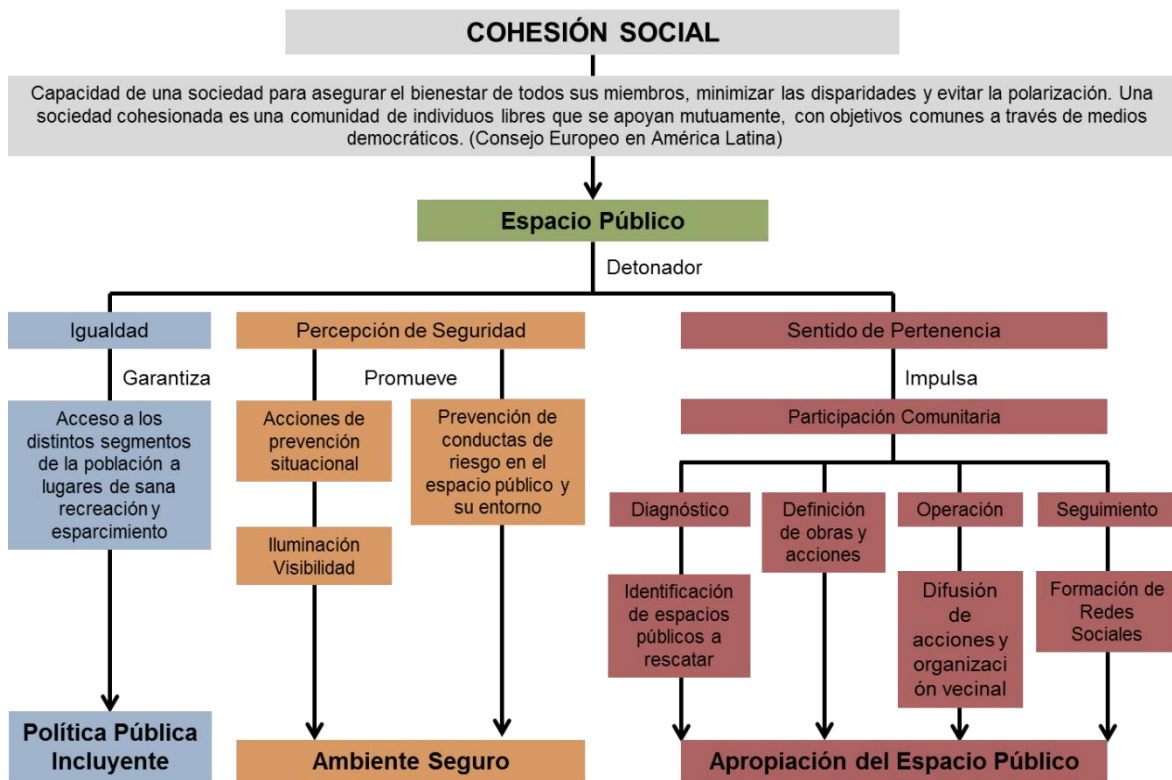 COHESIÓN SOCIAL
Capacidad de una sociedad para asegurar el bienestar de todos sus miembros, minimizar las disparidades y evitar la polarización. Una
sociedad cohesionada es una comunidad de individuos libres que se apoyan mutuamente, con objetivos comunes a través de medios
democráticos. (Consejo Europeo en América Latina)
Espacio Público
Detonador
Igualdad
Percepción de Seguridad
Sentido de Pertenencia
Garantiza
Promueve
Impulsa
Acceso a los
distintos segmentos
de la población a
lugares de sana
recreación y
esparcimiento
Acciones de
prevención
situacional
Prevención de
conductas de
riesgo en el
espacio público y
su entorno
Iluminación
Visibilidad
Participación Comunitaria
Diagnóstico
Definición
de obras y
acciones
Operación
Seguimiento
Identificación
de espacios
públicos a
rescatar
Difusión
de
acciones y
organizaci
ón vecinal
Formación de
Redes
Sociales
Política Pública
Incluyente
Ambiente Seguro
Apropiación del Espacio Público